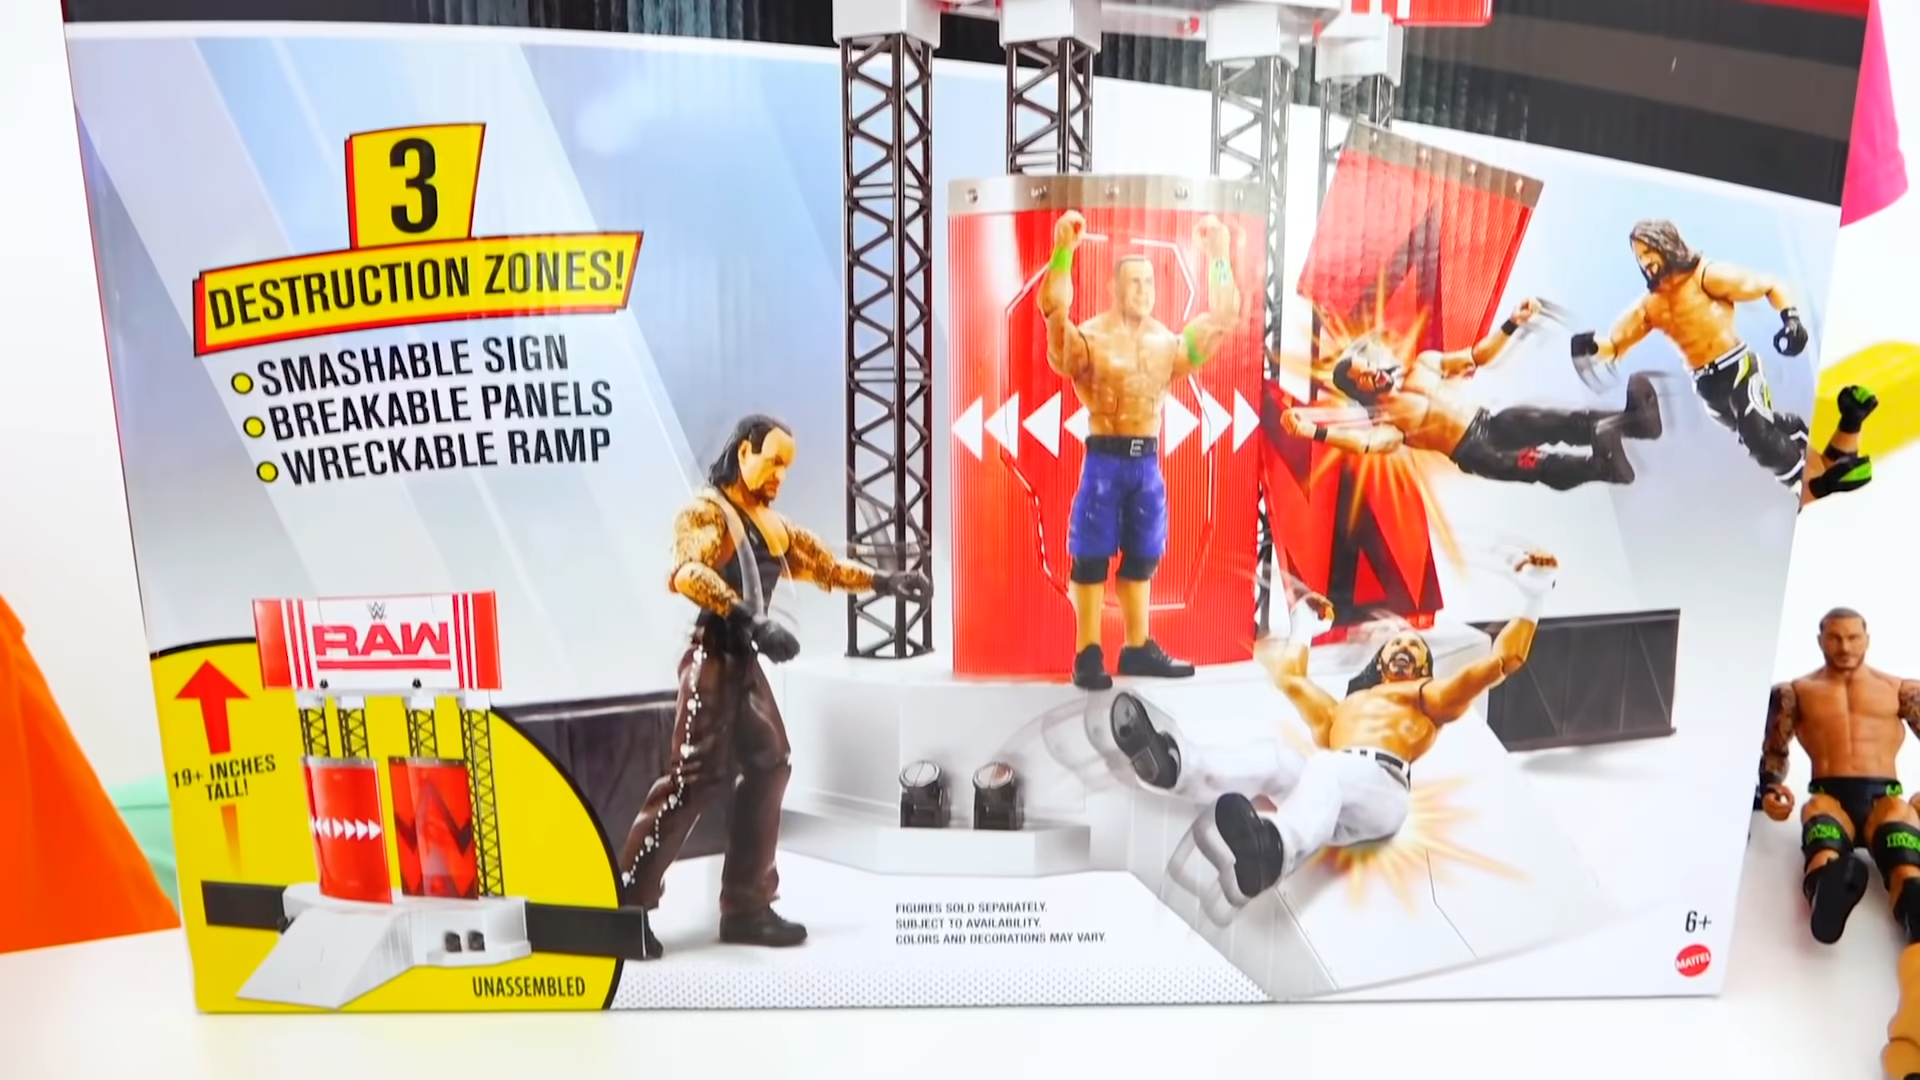 3
DESTRUCTION ZONES!
SMASHABLE SIGN
BREAKABLE PANELS
WRECKABLE RAMP
RAW
19+ INCHES
TALL!
UNASSEMBLED
FIGURES SOLD SEPARATELY.
SUBJECT TO AVAILABILITY.
COLORS AND DECORATIONS MAY VARY.
6+
MATTEL